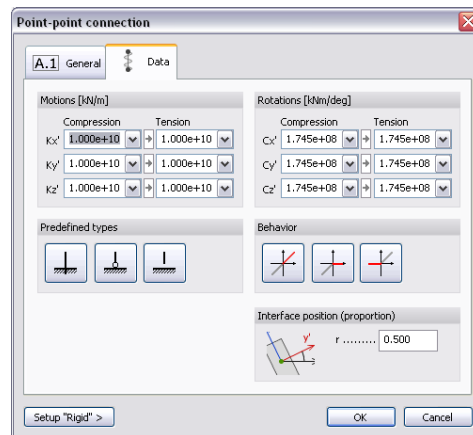 Point-point connection
A.1 General Data
Motions [kN/m]
Compression Tension
Kx' 1.000e+10 1.000e+10
Ky' 1.000e+10 1.000e+10
Kz' 1.000e+10 1.000e+10
Rotations [kNm/deg]
Compression Tension
Cx' 1.745e+08 1.745e+08
Cy' 1.745e+08 1.745e+08
Cz' 1.745e+08 1.745e+08
Predefined types
Behavior
Interface position (proportion)
y'
r ......... 0.500
Setup "Rigid" > OK Cancel